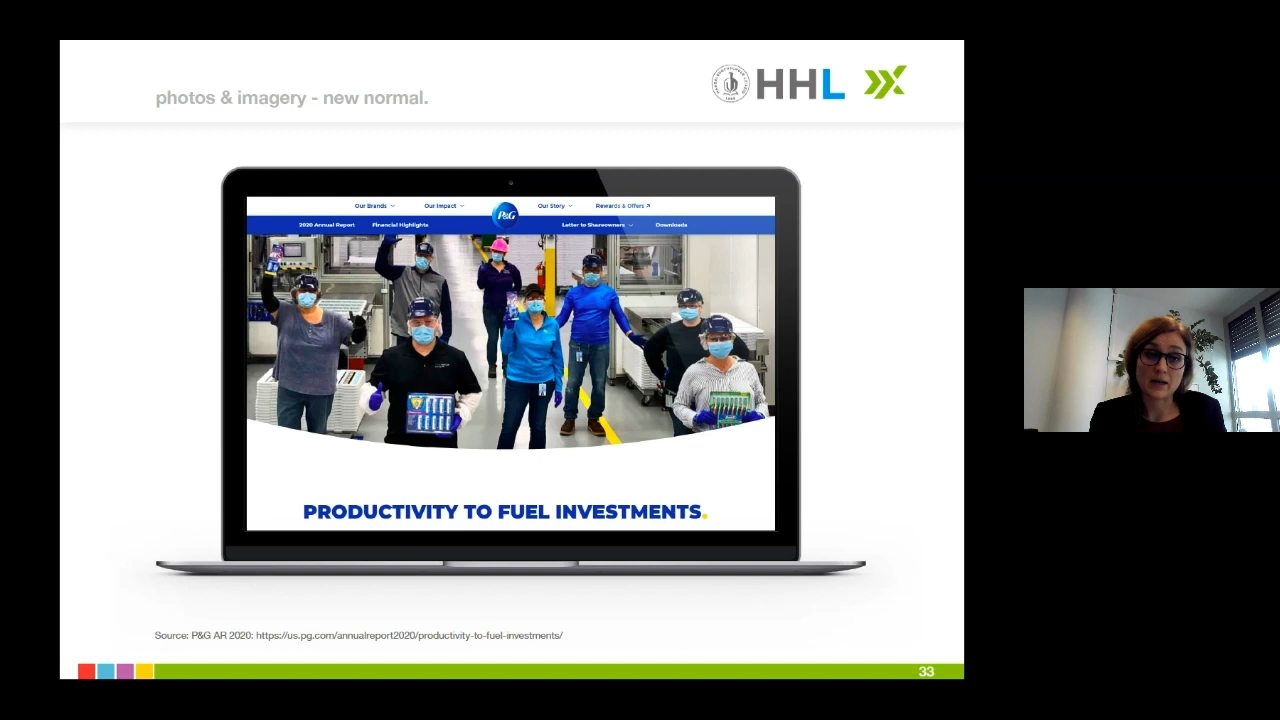 photos & imagery - new normal.
HHL
Our Brands
Our Impact
P&G
Our Story
Rewards & Offers
2020 Annual Report
Financial Highlights
Letter to Shareowners
Downloads
PRODUCTIVITY TO FUEL INVESTMENTS.
Source: P&G AR 2020: https://us.pg.com/annualreport2020/productivity-to-fuel-investments/
33